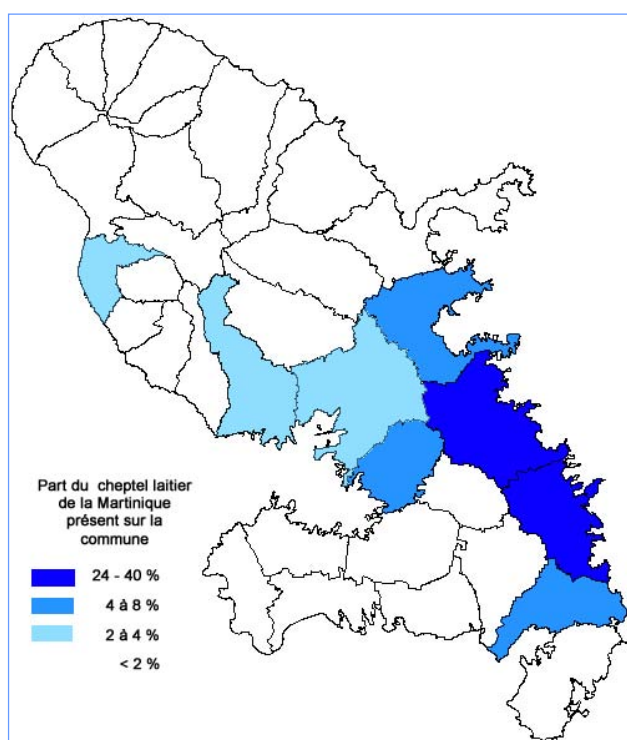 Part du cheptel laitier
de la Martinique
présent sur la
commune
24 - 40 %
4 à 8 %
2 à 4 %
< 2 %